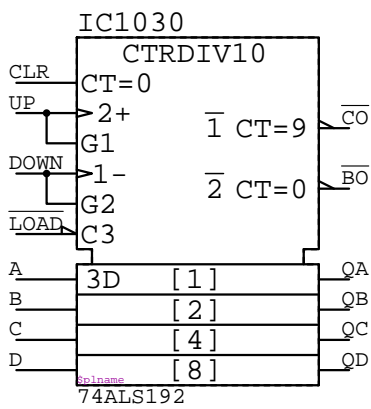 IC1030
CTRDIV10
CLR CT=0
UP 2+
G1
1 CT=9 CO
DOWN 1-
G2
2 CT=0 BO
LOAD C3
A 3D [1] QA
B [2] QB
C [4] QC
D [8] QD
$plname
74ALS192